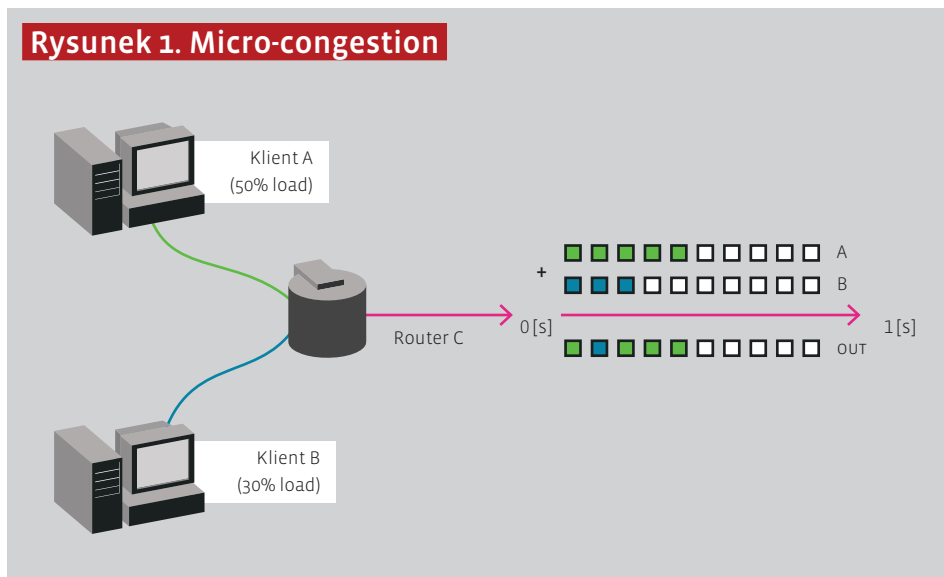 Rysunek 1. Micro-congestion
Klient A
(50% load)
A
+
B
0[s]
1[s]
Router C
OUT
Klient B
(30% load)